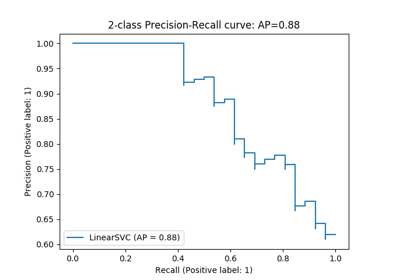 2-class Precision-Recall curve: AP=0.88
1.00
0.95
0.90
0.85
0.80
0.75
0.70
0.65
0.60
Precision (Positive label: 1)
LinearSVC (AP = 0.88)
0.0 0.2 0.4 0.6 0.8 1.0
Recall (Positive label: 1)